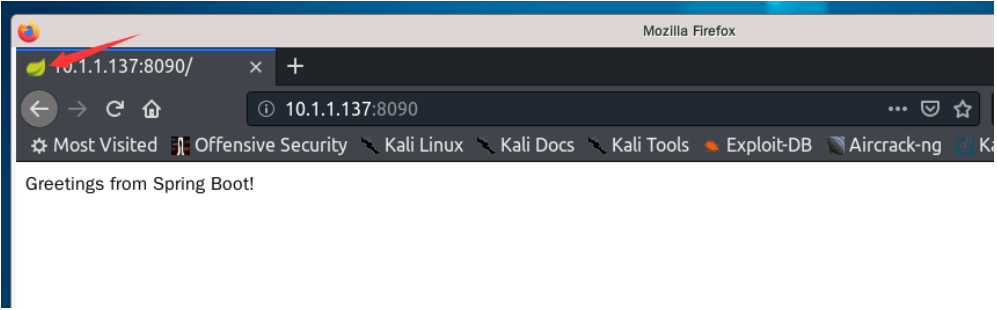 Mozilla Firefox
10.1.1.137:8090/
10.1.1.137:8090
Most Visited Offensive Security Kali Linux Kali Docs Kali Tools Exploit-DB Aircrack-ng Ka
Greetings from Spring Boot!